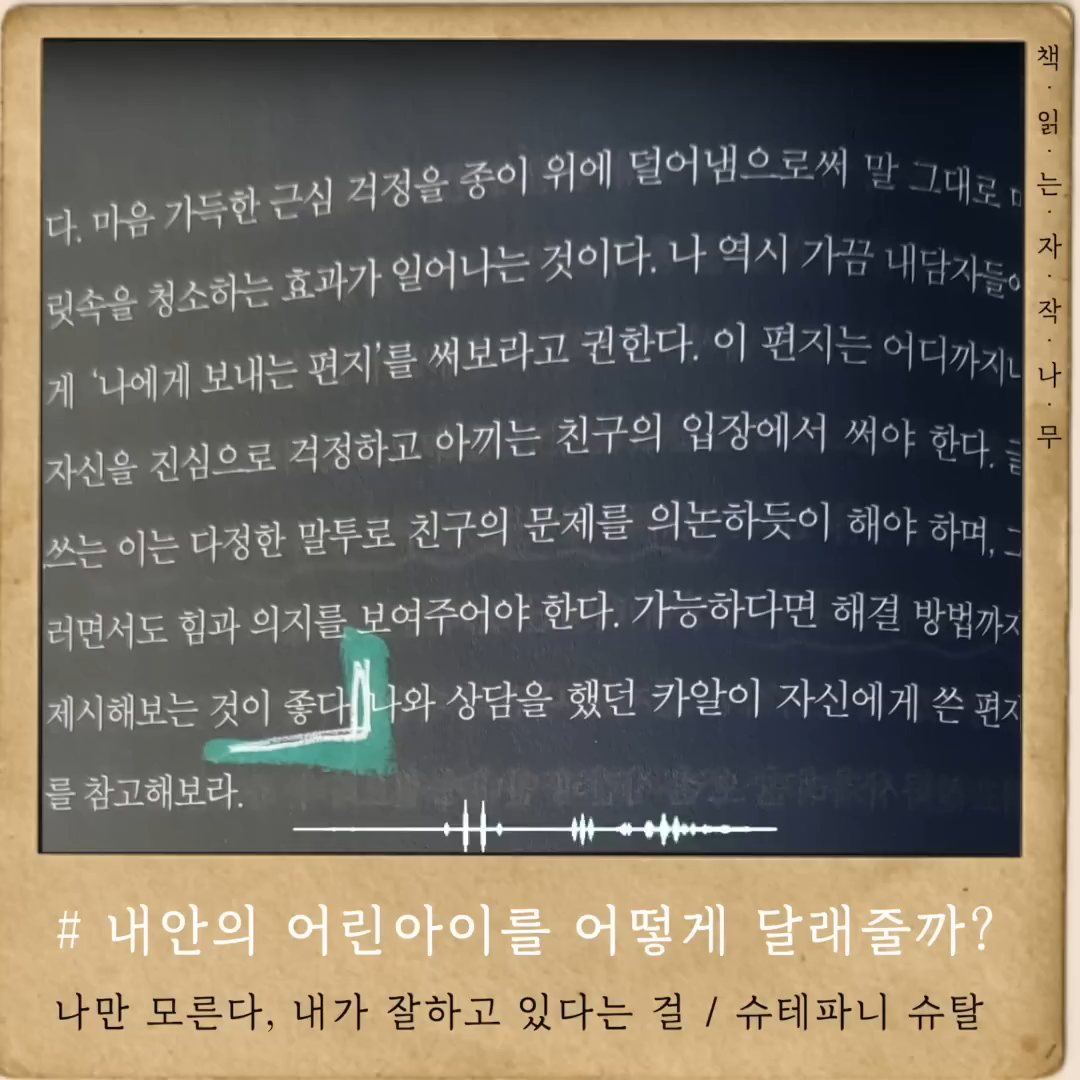 다. 마음 가득한 근심 걱정을 종이 위에 덜어냄으로써 말 그대로
릿속을 청소하는 효과가 일어나는 것이다. 나 역시 가끔 내담자들에
게 ‘나에게 보내는 편지’를 써보라고 권한다. 이 편지는 어디까지나
자신을 진심으로 걱정하고 아끼는 친구의 입장에서 써야 한다.
쓰는 이는 다정한 말투로 친구의 문제를 의논하듯이 해야 하며,
러면서도 힘과 의지를 보여주어야 한다. 가능하다면 해결 방법까지
제시해보는 것이 좋다. 나와 상담을 했던 카알이 자신에게 쓴 편지
를 참고해보라.
책·읽·는·자·작·나·무
# 내안의 어린아이를 어떻게 달래줄까?
나만 모른다, 내가 잘하고 있다는 걸 / 슈테파니 슈탈